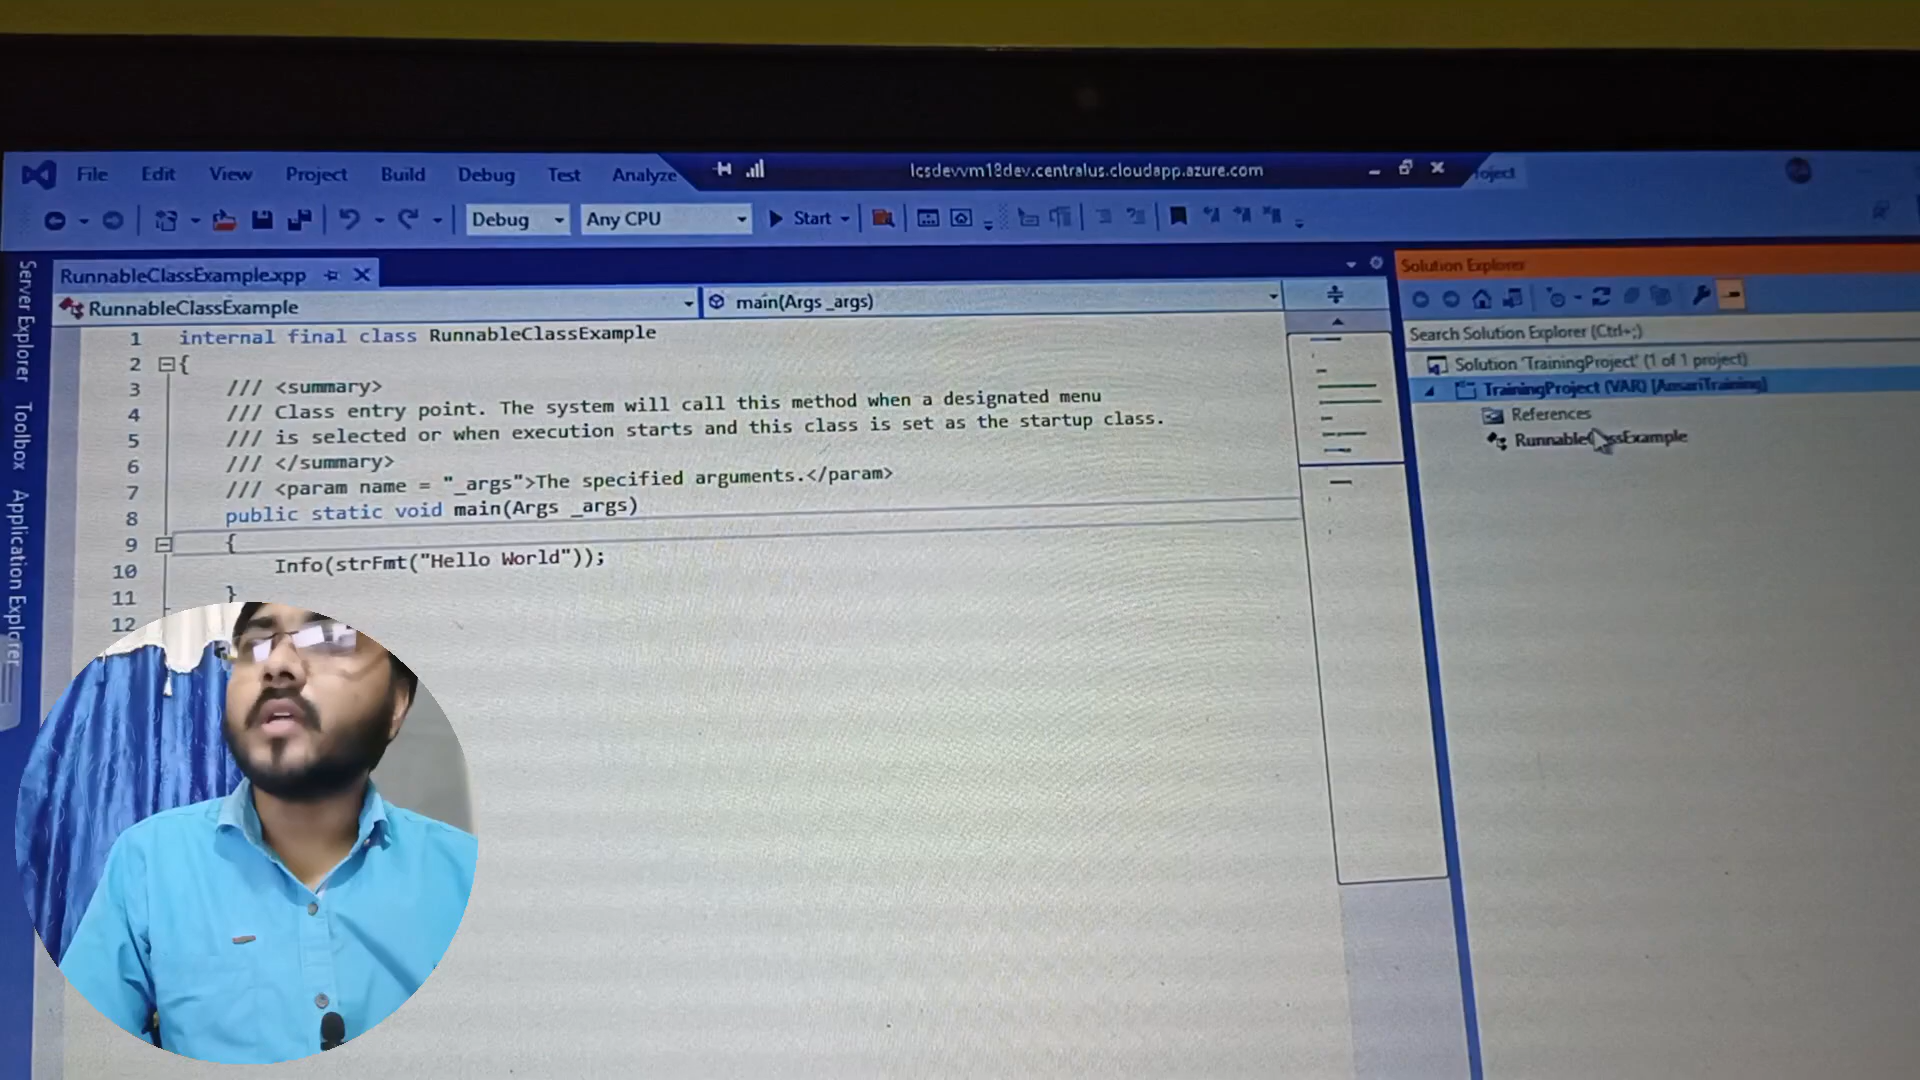 File Edit View Project Build Debug Test Analyze
lcsdevvm18dev.centralus.cloudapp.azure.com
oject
Debug Any CPU Start
Server Explorer
Toolbox
Application Explorer
RunnableClassExample.xpp
RunnableClassExample main(Args _args)
1 internal final class RunnableClassExample
2 {
3 /// <summary>
4 /// Class entry point. The system will call this method when a designated menu
5 /// is selected or when execution starts and this class is set as the startup class.
6 /// </summary>
7 /// <param name = "_args">The specified arguments.</param>
8 public static void main(Args _args)
9 {
10 Info(strFmt("Hello World"));
11 }
12
Solution Explorer
Search Solution Explorer (Ctrl+;)
Solution 'TrainingProject' (1 of 1 project)
TrainingProject (VAR) [AnsariTraining]
References
RunnableClassExample